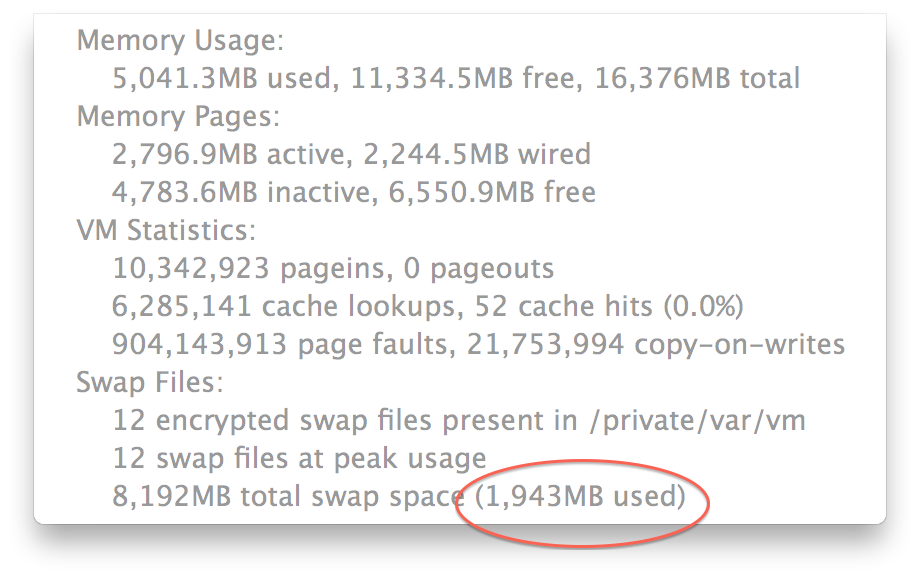 Memory Usage:
5,041.3MB used, 11,334.5MB free, 16,376MB total
Memory Pages:
2,796.9MB active, 2,244.5MB wired
4,783.6MB inactive, 6,550.9MB free
VM Statistics:
10,342,923 pageins, 0 pageouts
6,285,141 cache lookups, 52 cache hits (0.0%)
904,143,913 page faults, 21,753,994 copy-on-writes
Swap Files:
12 encrypted swap files present in /private/var/vm
12 swap files at peak usage
8,192MB total swap space (1,943MB used)